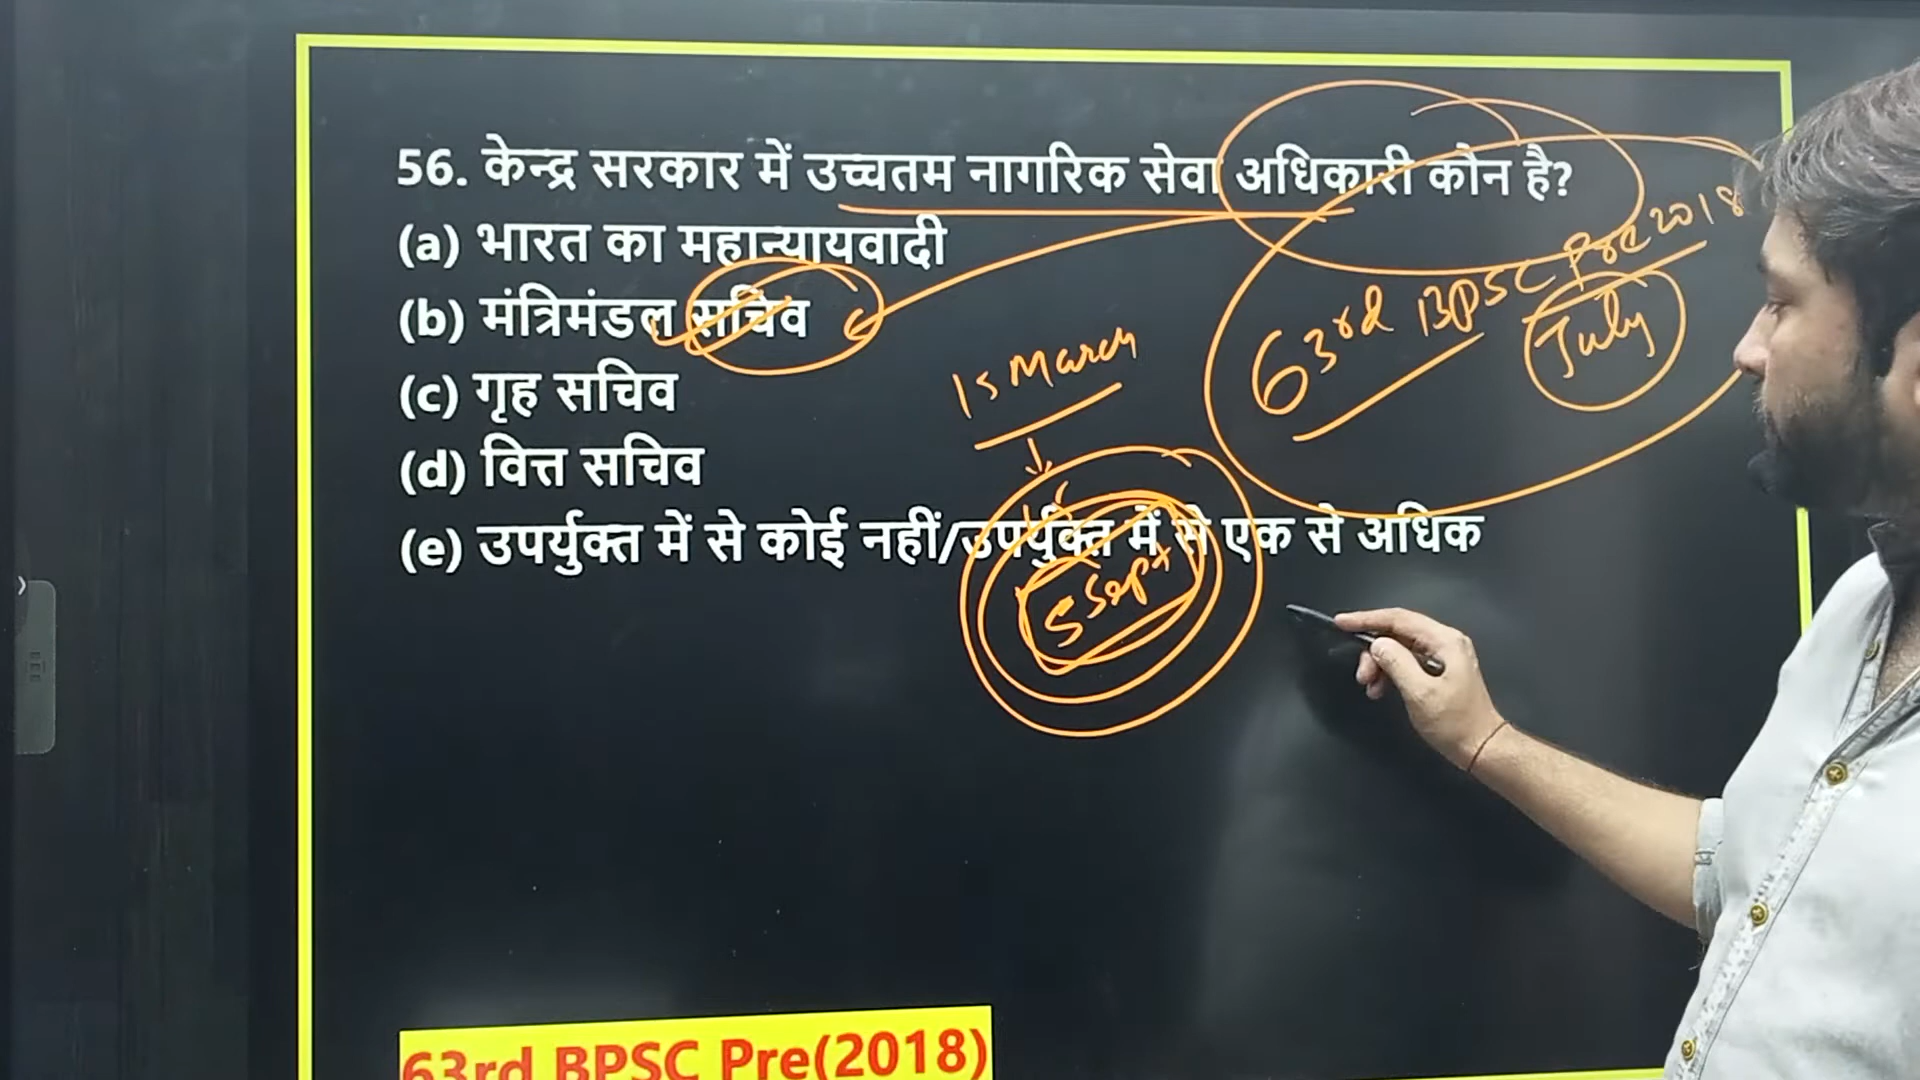 56. केन्द्र सरकार में उच्चतम नागरिक सेवा अधिकारी कौन है?
(a) भारत का महान्यायवादी
(b) मंत्रिमंडल सचिव
(c) गृह सचिव
(d) वित्त सचिव
(e) उपर्युक्त में से कोई नहीं/उपर्युक्त में से एक से अधिक
63rd BPSC Pre 2018
July
15 March
5 Sept
63rd BPSC Pre(2018)